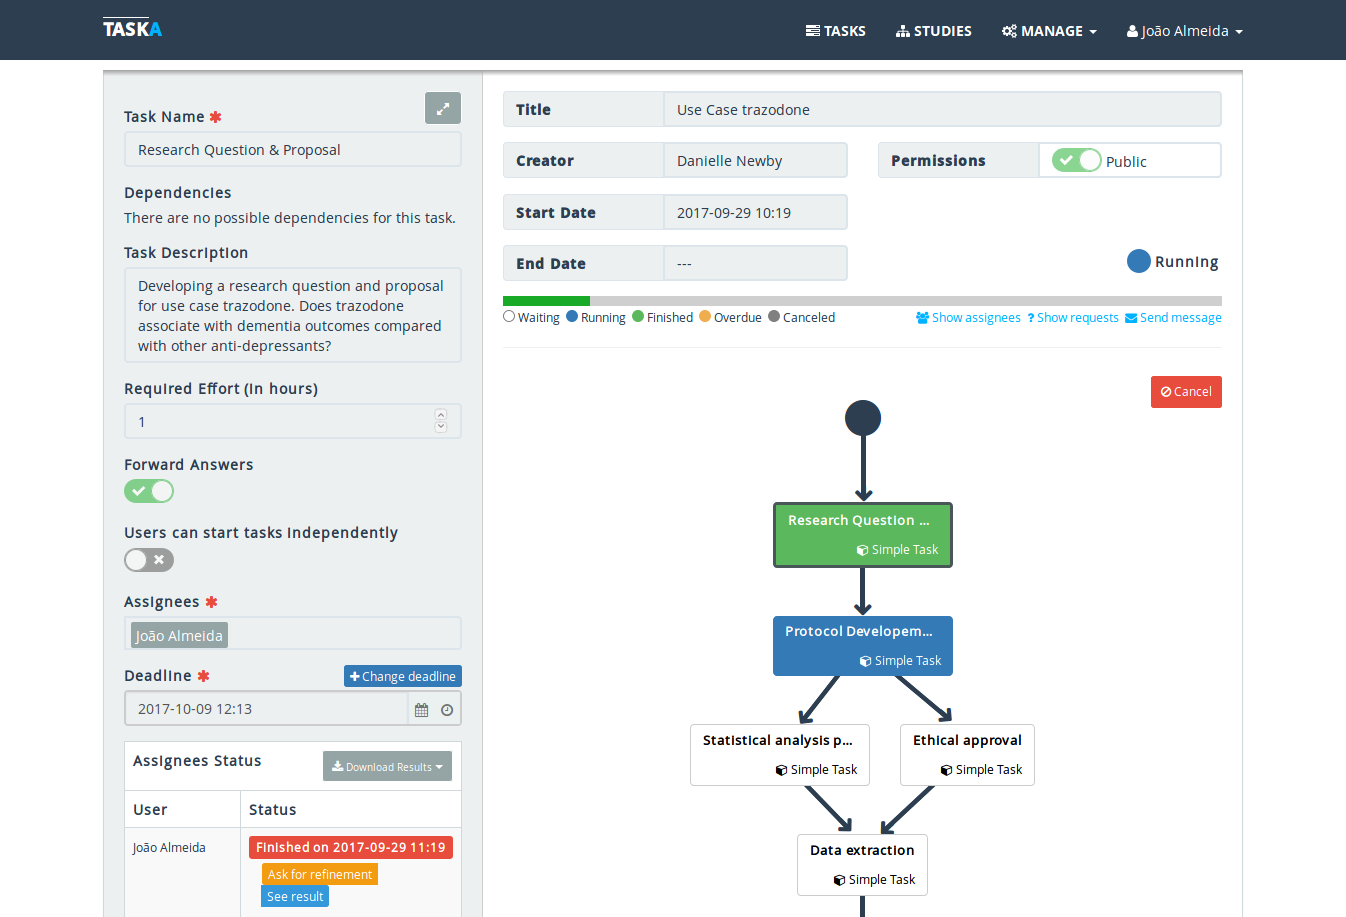 TASKA
TASKS
STUDIES
MANAGE
João Almeida
Task Name *
Research Question & Proposal
Dependencies
There are no possible dependencies for this task.
Task Description
Developing a research question and proposal
for use case trazodone. Does trazodone
associate with dementia outcomes compared
with other anti-depressants?
Required Effort (in hours)
1
Forward Answers
Users can start tasks independently
Assignees *
João Almeida
Deadline *
Change deadline
2017-10-09 12:13
Assignees Status
Download Results
User
Status
João Almeida
Finished on 2017-09-29 11:19
Ask for refinement
See result
Title
Use Case trazodone
Creator
Danielle Newby
Permissions
Public
Start Date
2017-09-29 10:19
End Date
---
Running
Waiting
Running
Finished
Overdue
Canceled
Show assignees
? Show requests
Send message
Cancel
Research Question ...
Simple Task
Protocol Developem...
Simple Task
Statistical analysis p...
Simple Task
Ethical approval
Simple Task
Data extraction
Simple Task